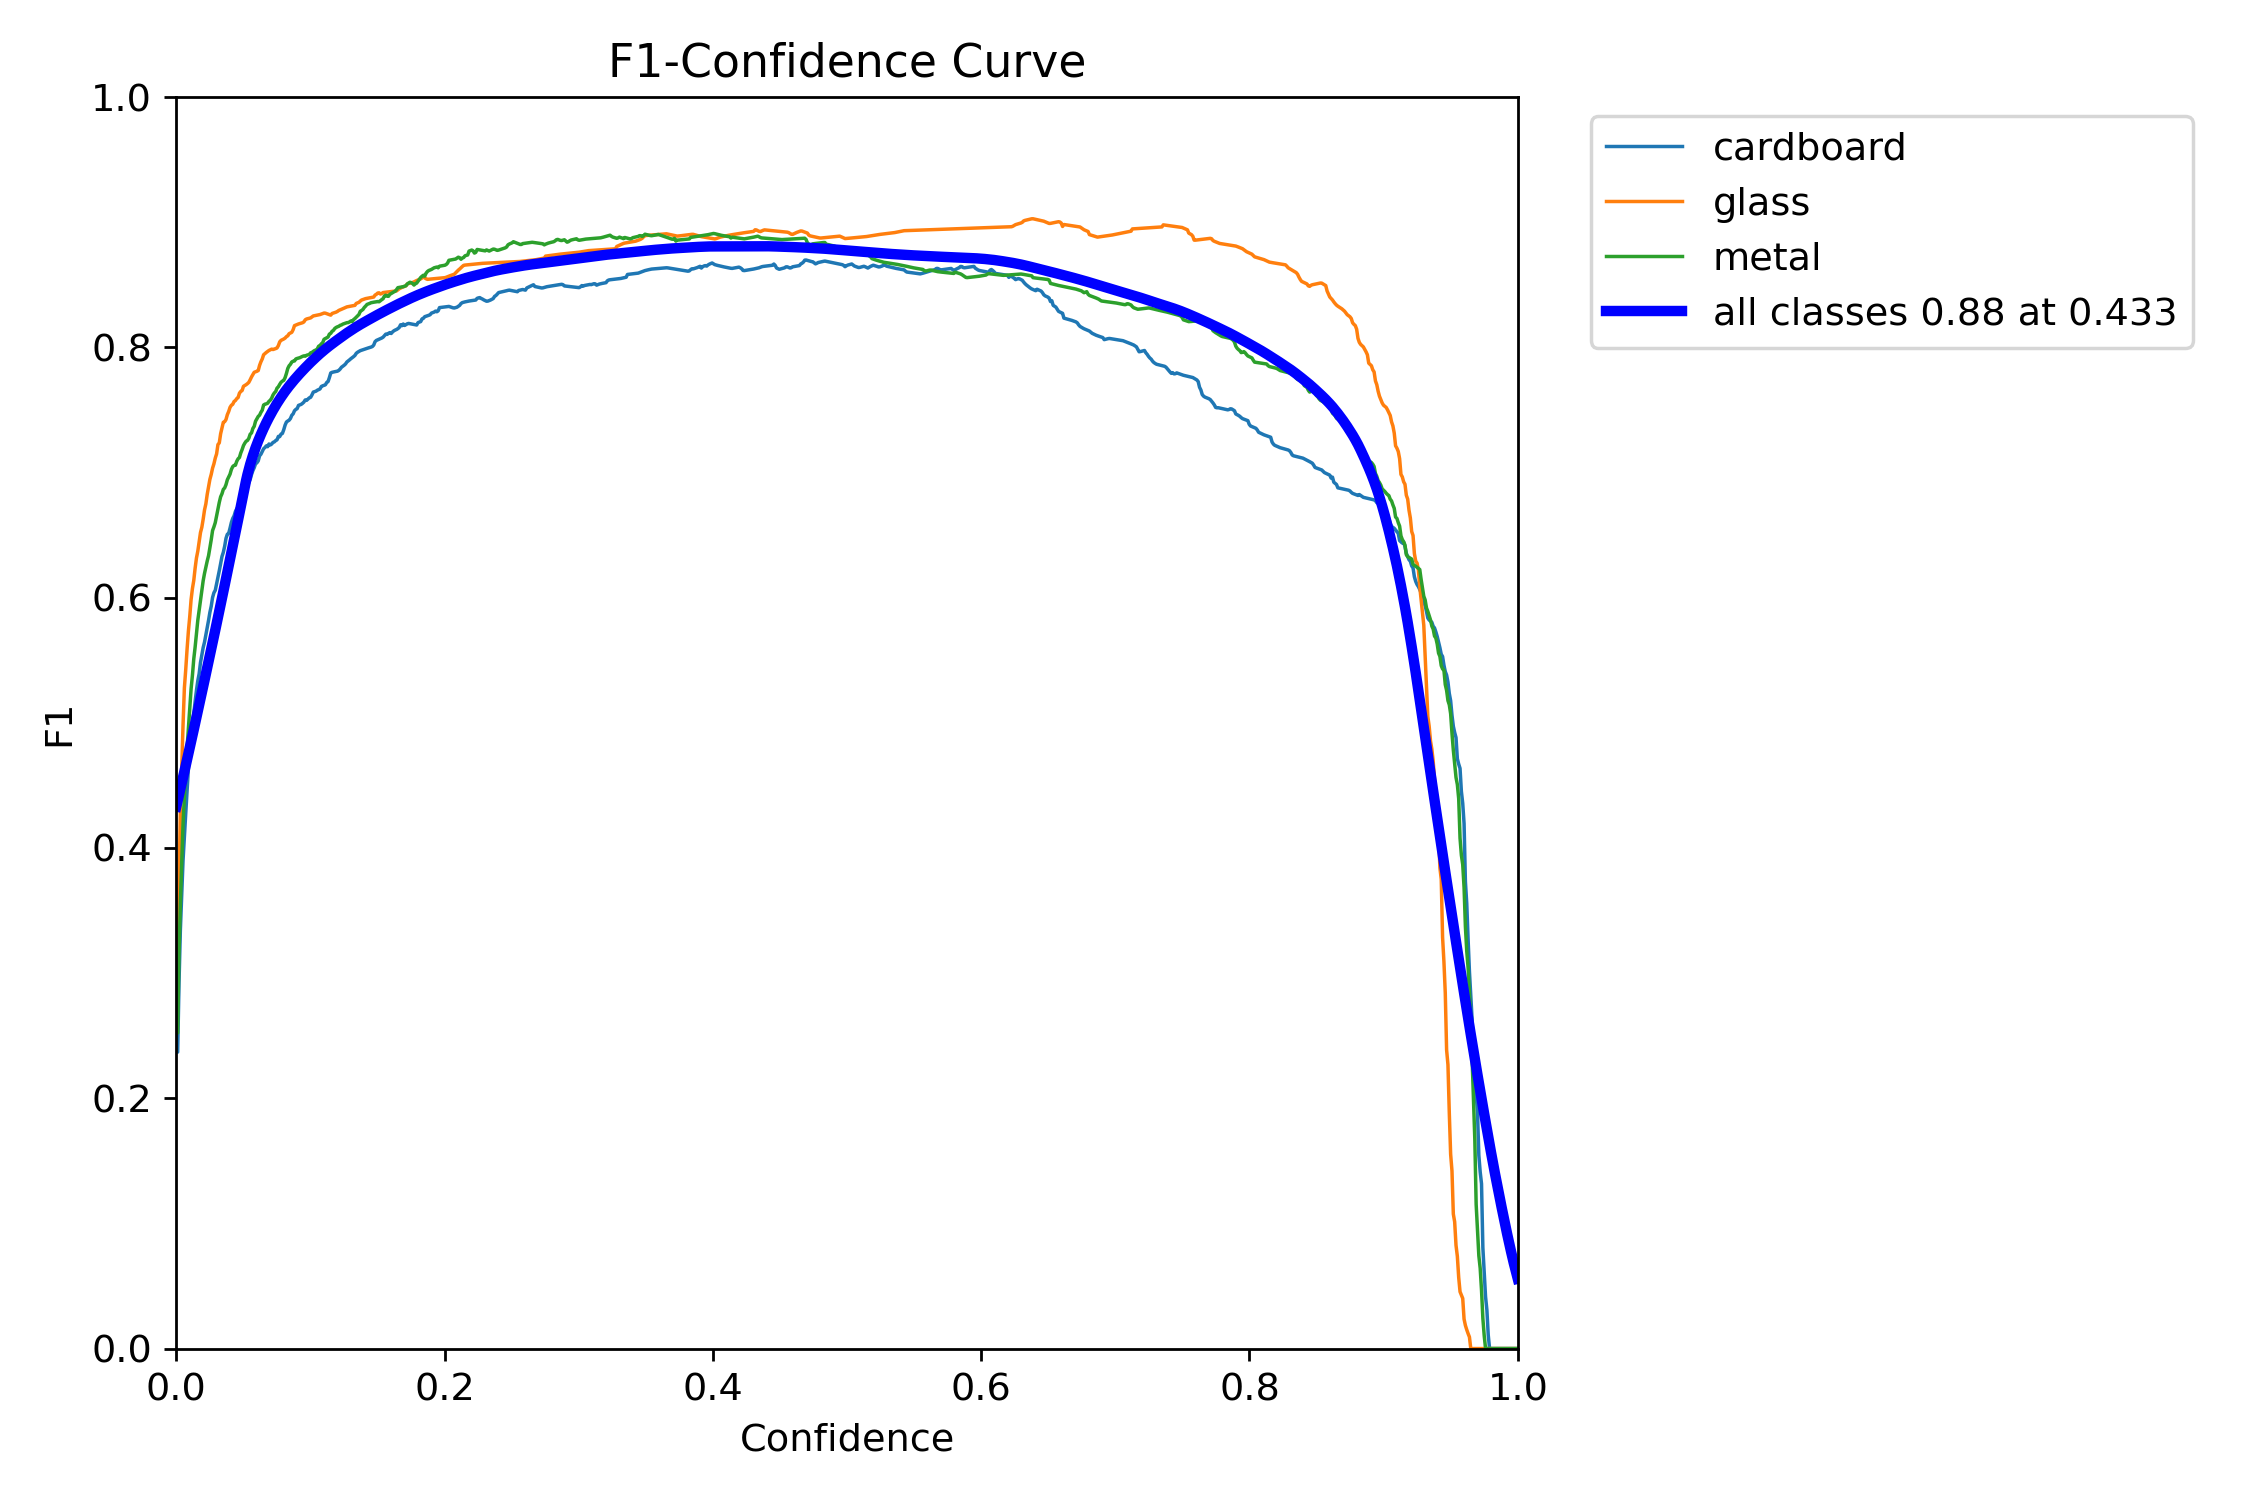 F1-Confidence Curve
1.0
0.8
0.6
0.4
0.2
0.0
F1
0.0 0.2 0.4 0.6 0.8 1.0
Confidence
cardboard
glass
metal
all classes 0.88 at 0.433